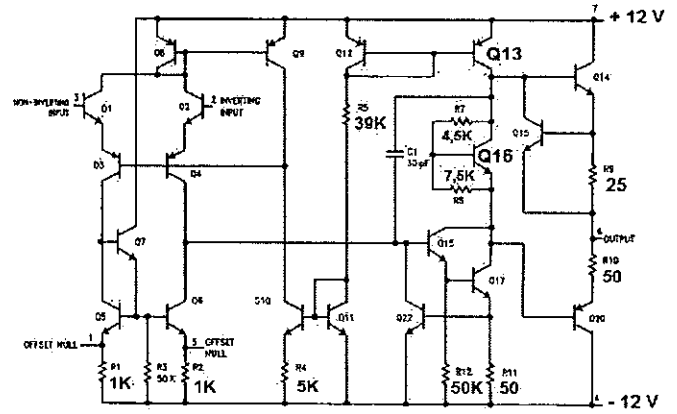 7
+ 12 V
Q8
Q9
Q12
Q13
Q14
3
NON-INVERTING
INPUT
Q1
Q2
2 INVERTING
INPUT
R5
39K
R7
4,5K
Q15
C1
30 pF
Q16
7,5K
R8
R9
25
Q3
Q4
Q7
Q15
6
OUTPUT
R10
50
Q17
Q5
Q6
Q10
Q11
Q22
Q20
1
OFFSET NULL
5 OFFSET
NULL
R1
1K
R3
50K
R2
1K
R4
5K
R12
50K
R11
50
4
- 12 V